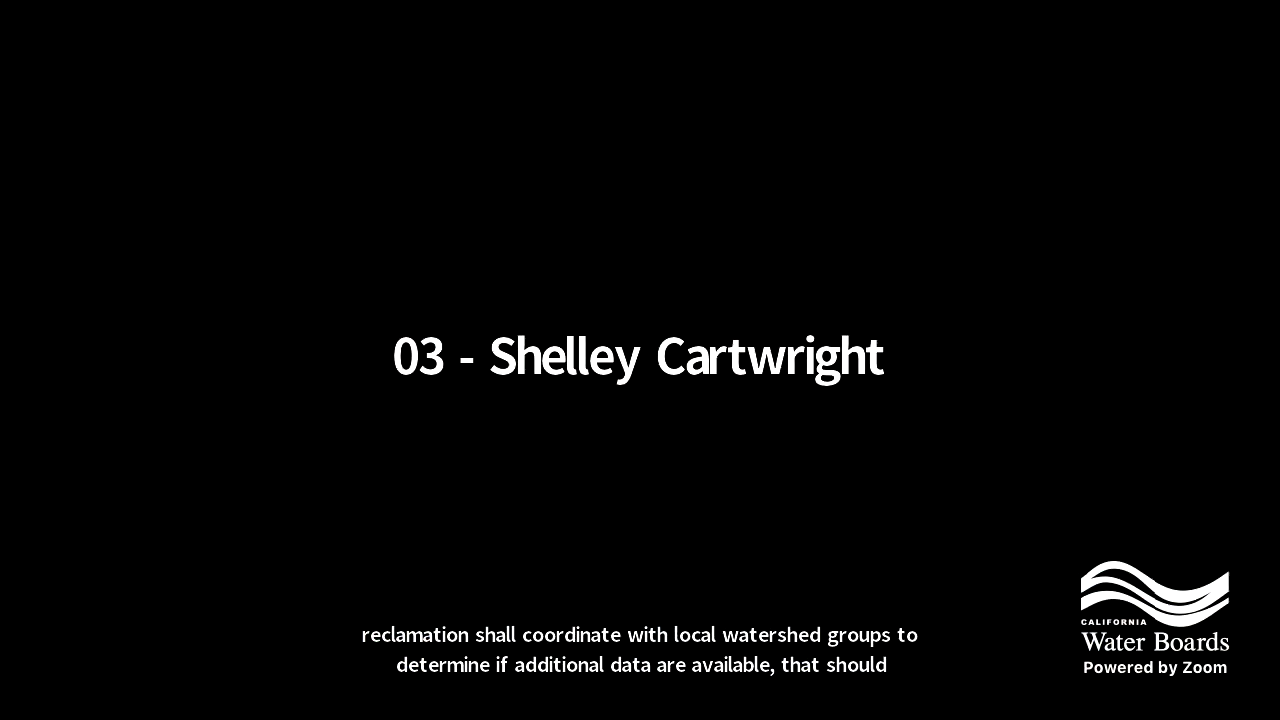 03 - Shelley Cartwright
reclamation shall coordinate with local watershed groups to
determine if additional data are available, that should
CALIFORNIA
Water Boards
Powered by Zoom